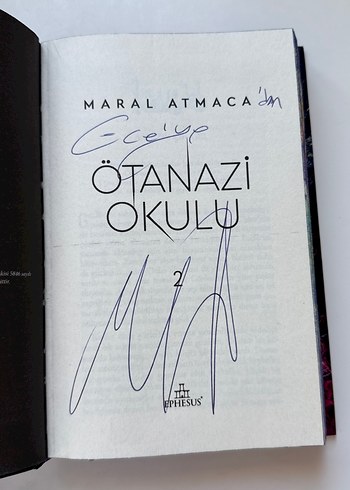 MARAL ATMACA'dan
Ece'ye
ÖTANAZİ
OKULU
2
EPHESUS